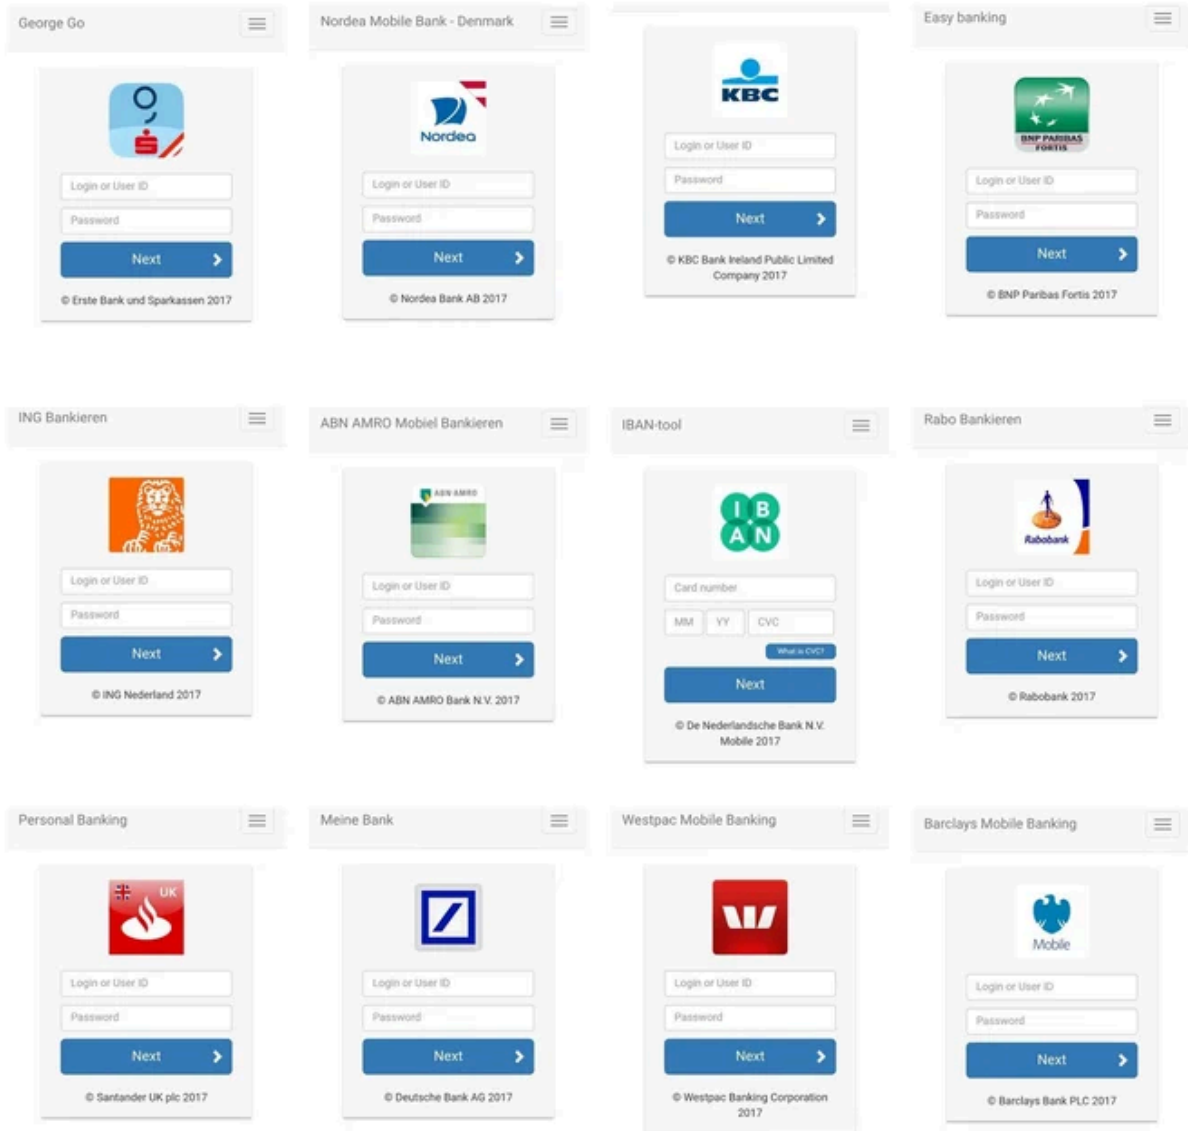 George Go
Nordea Mobile Bank - Denmark
Easy banking
Nordea
KBC
BNP PARIBAS
FORTIS
Login or User ID
Password
Next
© Erste Bank und Sparkassen 2017
Login or User ID
Password
Next
© Nordea Bank AB 2017
Login or User ID
Password
Next
© KBC Bank Ireland Public Limited
Company 2017
Login or User ID
Password
Next
© BNP Paribas Fortis 2017
ING Bankieren
ABN AMRO Mobiel Bankieren
IBAN-tool
Rabo Bankieren
Login or User ID
Password
Next
© ING Nederland 2017
ABN·AMRO
Login or User ID
Password
Next
© ABN AMRO Bank N.V. 2017
I B
A N
Card number
MM YY CVC
What is CVC?
Next
© De Nederlandsche Bank N.V.
Mobile 2017
Rabobank
Login or User ID
Password
Next
© Rabobank 2017
Personal Banking
Meine Bank
Westpac Mobile Banking
Barclays Mobile Banking
UK
Login or User ID
Password
Next
© Santander UK plc 2017
Login or User ID
Password
Next
© Deutsche Bank AG 2017
Login or User ID
Password
Next
© Westpac Banking Corporation
2017
Mobile
Login or User ID
Password
Next
© Barclays Bank PLC 2017